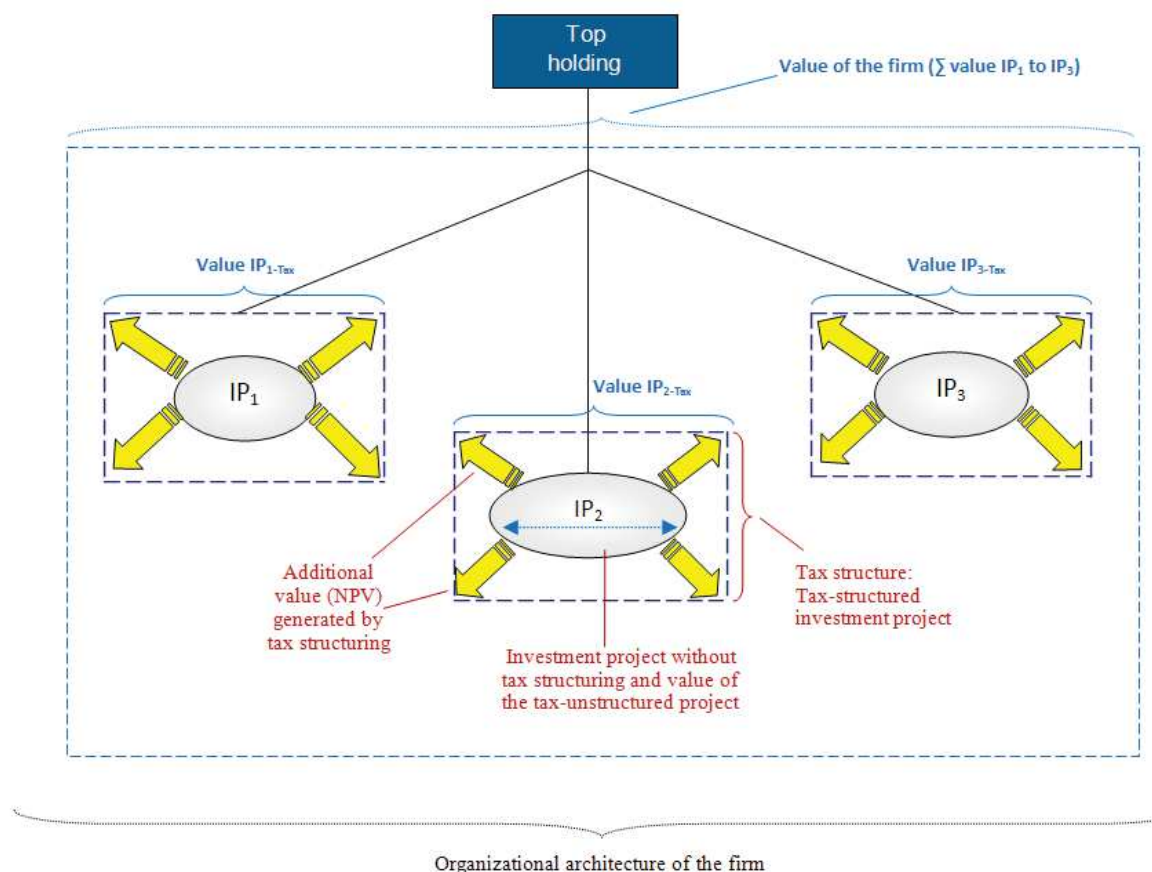 Top
holding
Value of the firm (∑ value IP₁ to IP₃)
Value IP₁₋Tax
Value IP₃₋Tax
IP₁
IP₃
Value IP₂₋Tax
IP₂
Additional
value (NPV)
generated by
tax structuring
Tax structure:
Tax-structured
investment project
Investment project without
tax structuring and value of
the tax-unstructured project
Organizational architecture of the firm